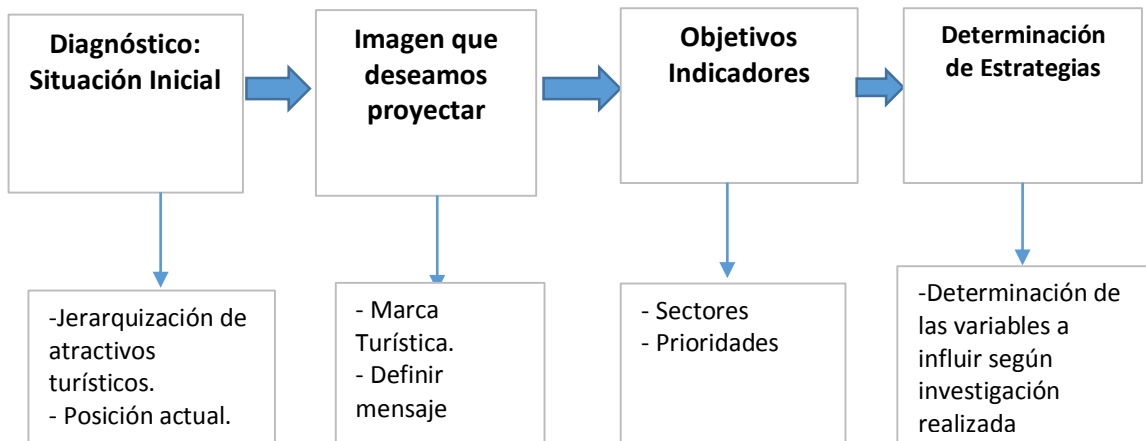 Diagnóstico:
Situación Inicial
Imagen que
deseamos
proyectar
Objetivos
Indicadores
Determinación
de Estrategias
-Jerarquización de
atractivos
turísticos.
- Posición actual.
- Marca
Turística.
- Definir
mensaje
- Sectores
- Prioridades
-Determinación de
las variables a
influir según
investigación
realizada